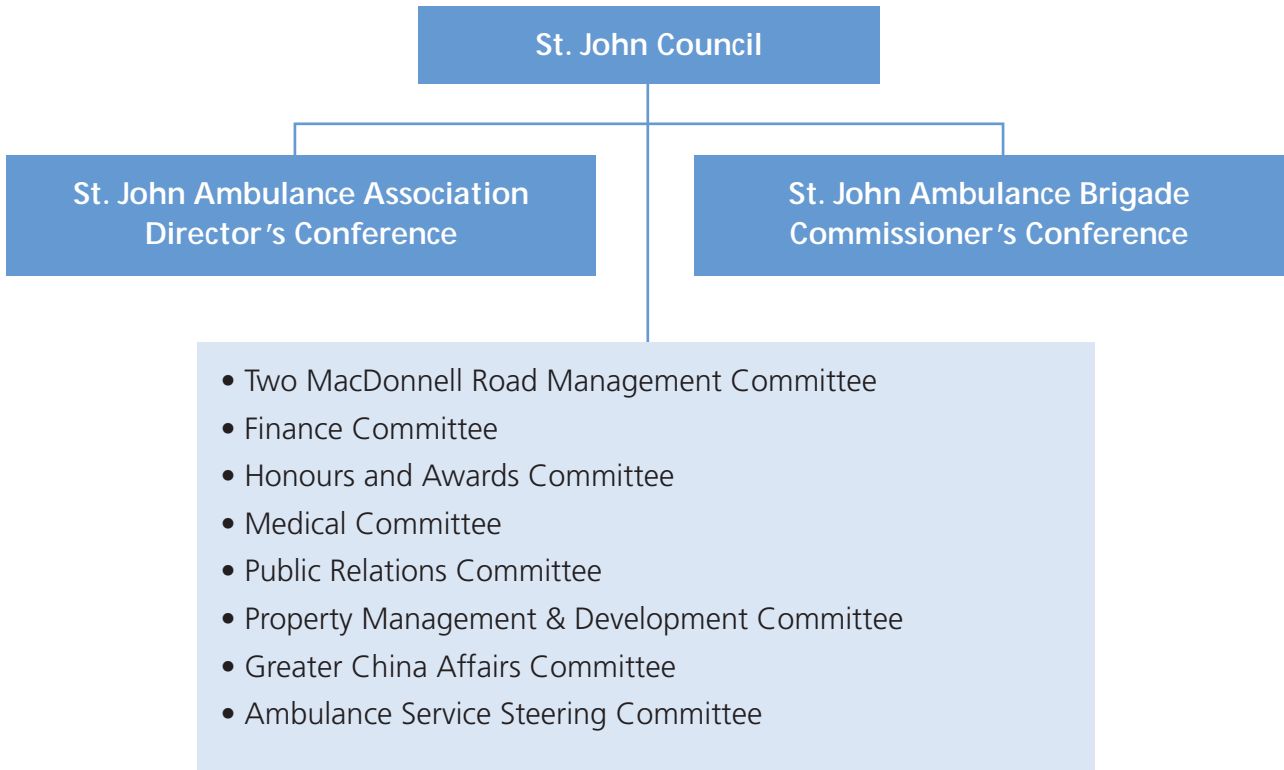 St. John Council
St. John Ambulance Association
Director's Conference
St. John Ambulance Brigade
Commissioner's Conference
• Two MacDonnell Road Management Committee
• Finance Committee
• Honours and Awards Committee
• Medical Committee
• Public Relations Committee
• Property Management & Development Committee
• Greater China Affairs Committee
• Ambulance Service Steering Committee